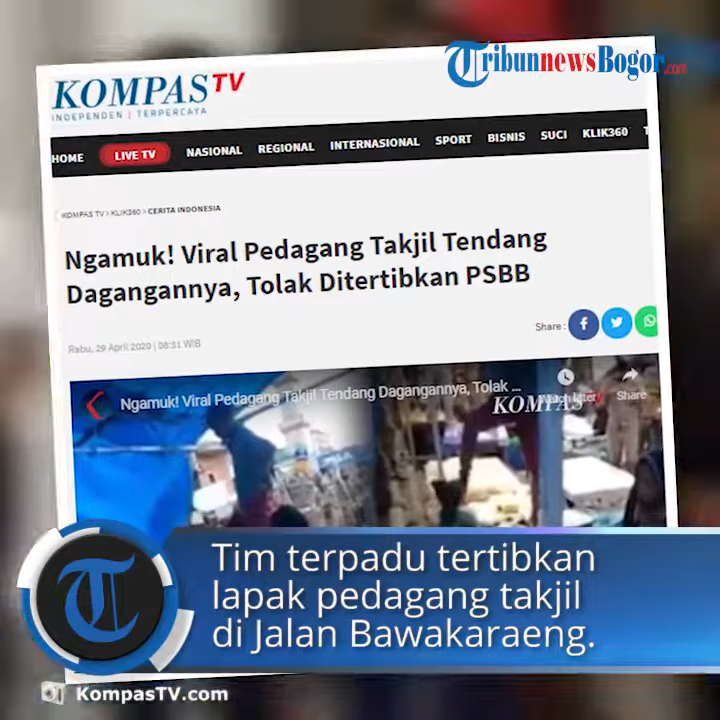 TribunnewsBogor.com
KOMPAS TV
INDEPENDEN | TERPERCAYA
HOME LIVE TV NASIONAL REGIONAL INTERNASIONAL SPORT BISNIS SUCI KLIK360
KOMPAS TV > KLIK360 > CERITA INDONESIA
Ngamuk! Viral Pedagang Takjil Tendang
Dagangannya, Tolak Ditertibkan PSBB
Share :
Rabu, 29 April 2020 | 08:31 WIB
Ngamuk! Viral Pedagang Takjil Tendang Dagangannya, Tolak ...
KOMPAS
Watch later Share
Tim terpadu tertibkan
lapak pedagang takjil
di Jalan Bawakaraeng.
KompasTV.com